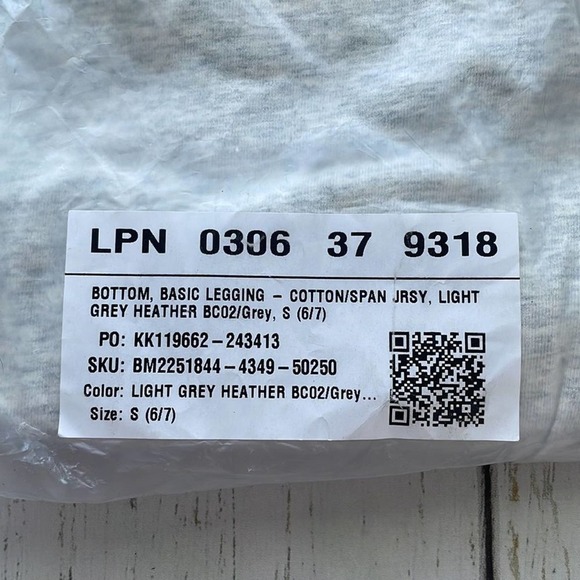 LPN 0306 37 9318
BOTTOM, BASIC LEGGING - COTTON/SPAN JRSY, LIGHT
GREY HEATHER BC02/Grey, S (6/7)
PO: KK119662-243413
SKU: BM2251844-4349-50250
Color: LIGHT GREY HEATHER BC02/Grey...
Size: S (6/7)